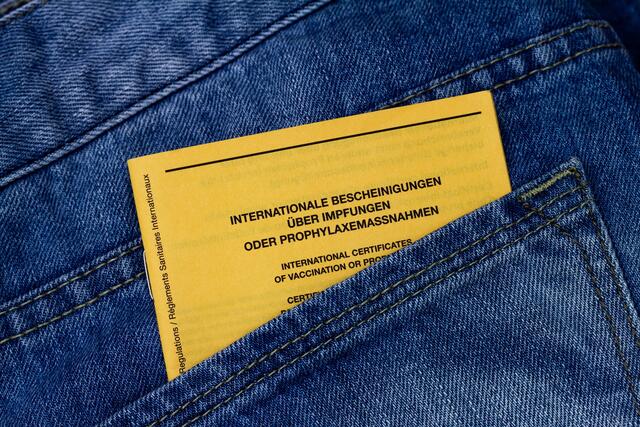 INTERNATIONALE BESCHEINIGUNGEN
ÜBER IMPFUNGEN
ODER PROPHYLAXEMASSNAHMEN
INTERNATIONAL CERTIFICATES
OF VACCINATION OR
Regulations / Règlements Sanitaires Internationaux